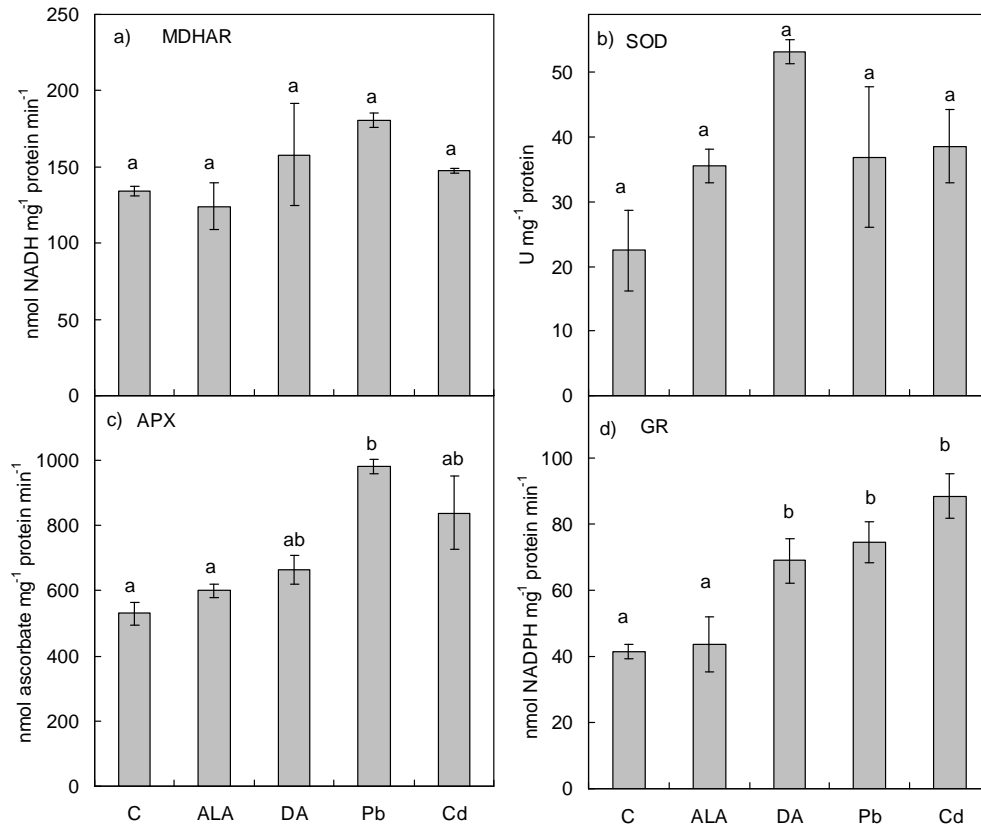 a) MDHAR
nmol NADH mg-1 protein min-1
250
200
150
100
50
0
a
a
a
a
a
b) SOD
U mg-1 protein
50
40
30
20
10
0
a
a
a
a
a
c) APX
nmol ascorbate mg-1 protein min-1
1000
800
600
400
200
0
a
a
ab
b
ab
C ALA DA Pb Cd
d) GR
nmol NADPH mg-1 protein min-1
100
80
60
40
20
0
a
a
b
b
b
C ALA DA Pb Cd